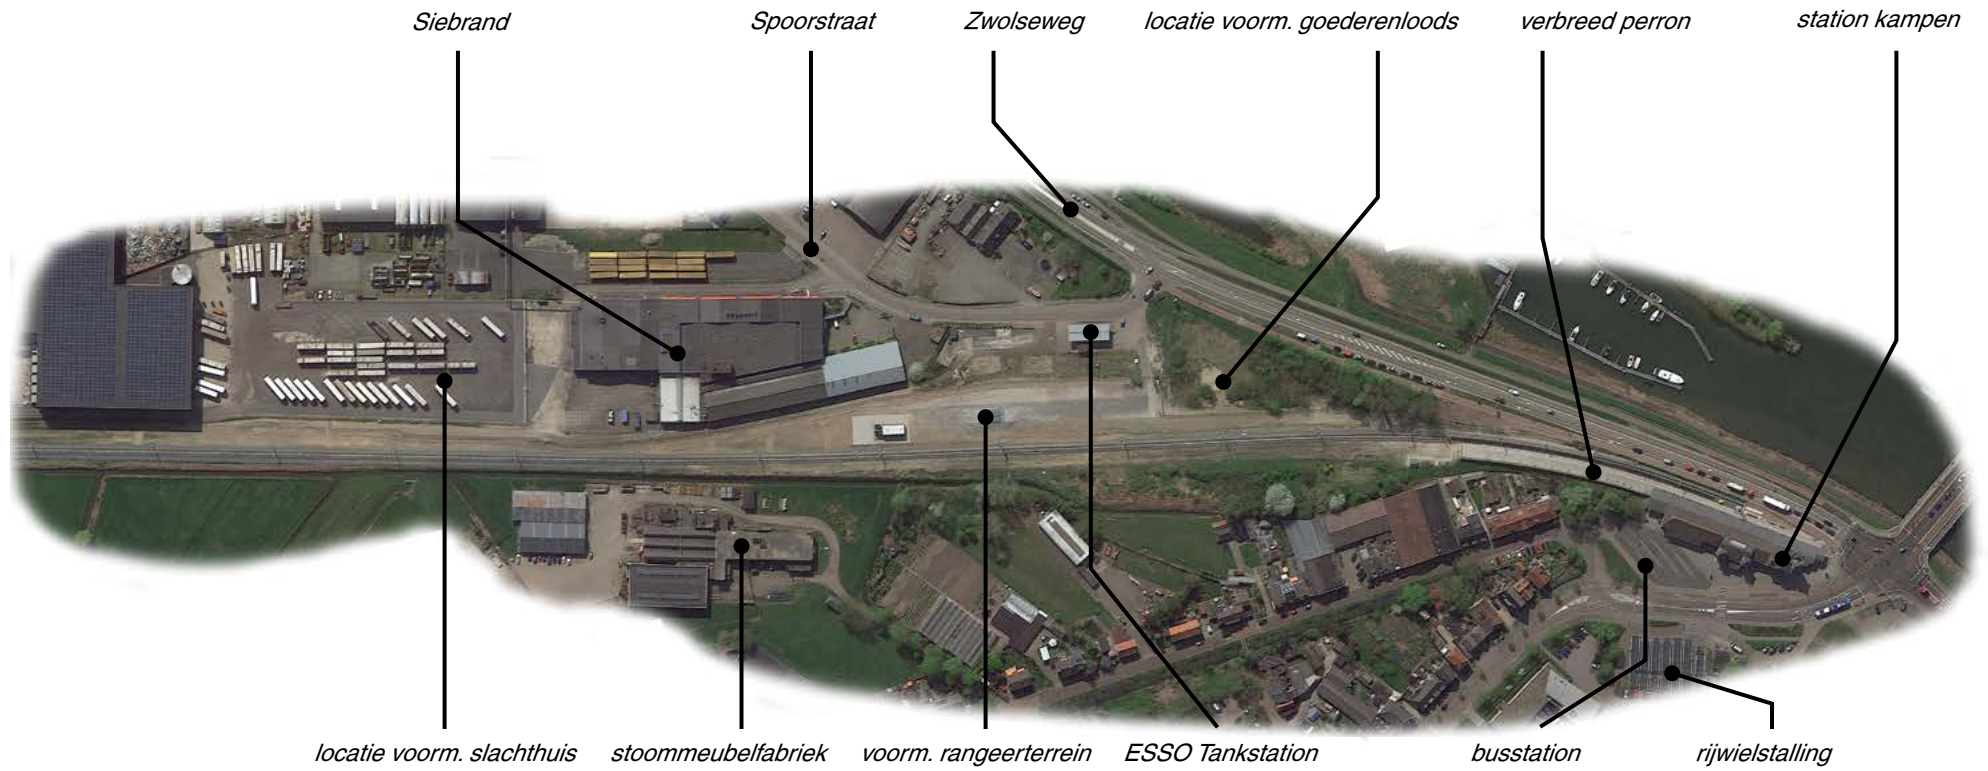 Siebrand
Spoorstraat
Zwolseweg
locatie voorm. goederenloods
verbreed perron
station kampen
locatie voorm. slachthuis
stoommeubelfabriek
voorm. rangeerterrein
ESSO Tankstation
busstation
rijwielstalling